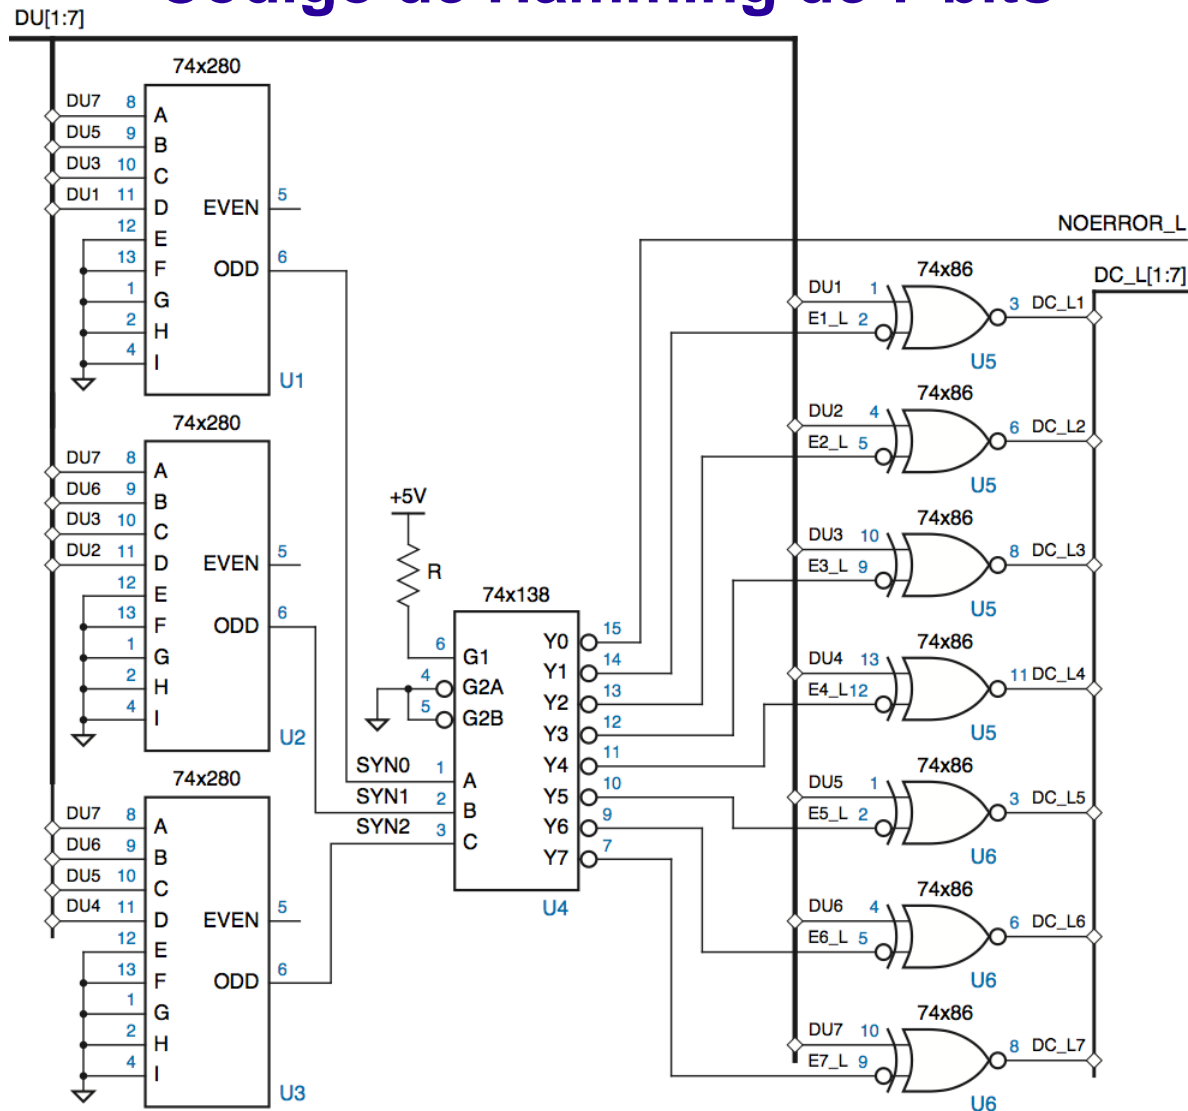 Código de Hamming de 7 bits
DU[1:7]
74x280
DU7 8 A
DU5 9 B
DU3 10 C
DU1 11 D EVEN 5
12 E
13 F ODD 6
1 G
2 H
4 I
U1
74x280
DU7 8 A
DU6 9 B
DU3 10 C
DU2 11 D EVEN 5
12 E
13 F ODD 6
1 G
2 H
4 I
U2
74x280
DU7 8 A
DU6 9 B
DU5 10 C
DU4 11 D EVEN 5
12 E
13 F ODD 6
1 G
2 H
4 I
U3
+5V
R
74x138
6 G1
4 G2A
5 G2B
SYN0 1 A
SYN1 2 B
SYN2 3 C
Y0 15
Y1 14
Y2 13
Y3 12
Y4 11
Y5 10
Y6 9
Y7 7
U4
NOERROR_L
DC_L[1:7]
74x86
DU1 1
E1_L 2
3 DC_L1
U5
74x86
DU2 4
E2_L 5
6 DC_L2
U5
74x86
DU3 10
E3_L 9
8 DC_L3
U5
74x86
DU4 13
E4_L 12
11 DC_L4
U5
74x86
DU5 1
E5_L 2
3 DC_L5
U6
74x86
DU6 4
E6_L 5
6 DC_L6
U6
74x86
DU7 10
E7_L 9
8 DC_L7
U6